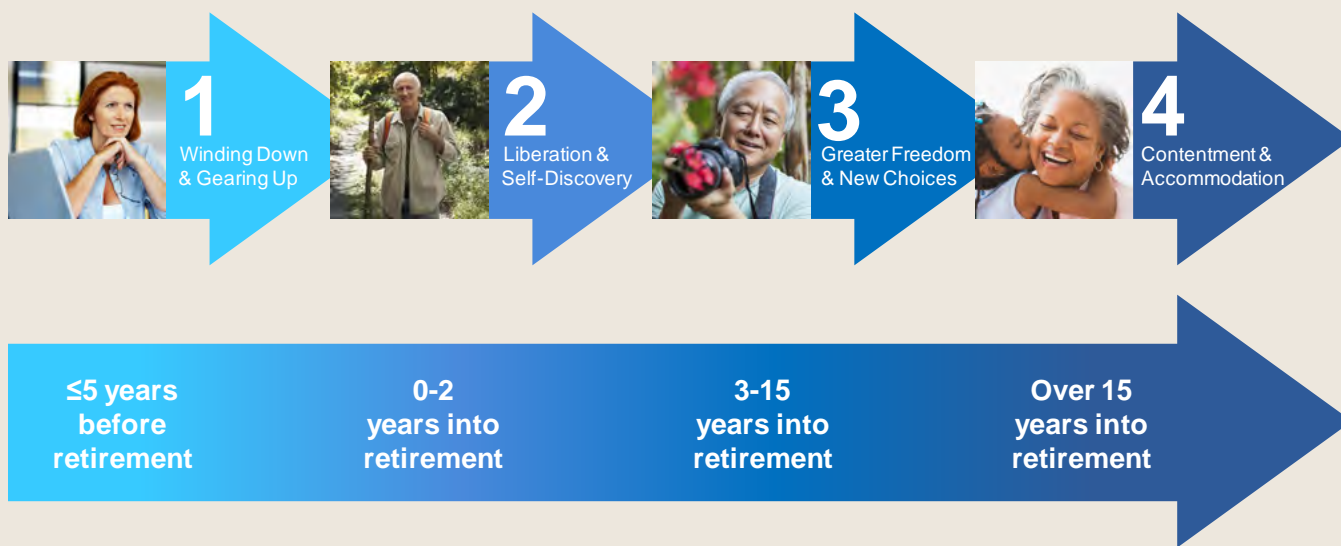 1
Winding Down
& Gearing Up
2
Liberation &
Self-Discovery
3
Greater Freedom
& New Choices
4
Contentment &
Accommodation
≤5 years
before
retirement
0-2
years into
retirement
3-15
years into
retirement
Over 15
years into
retirement